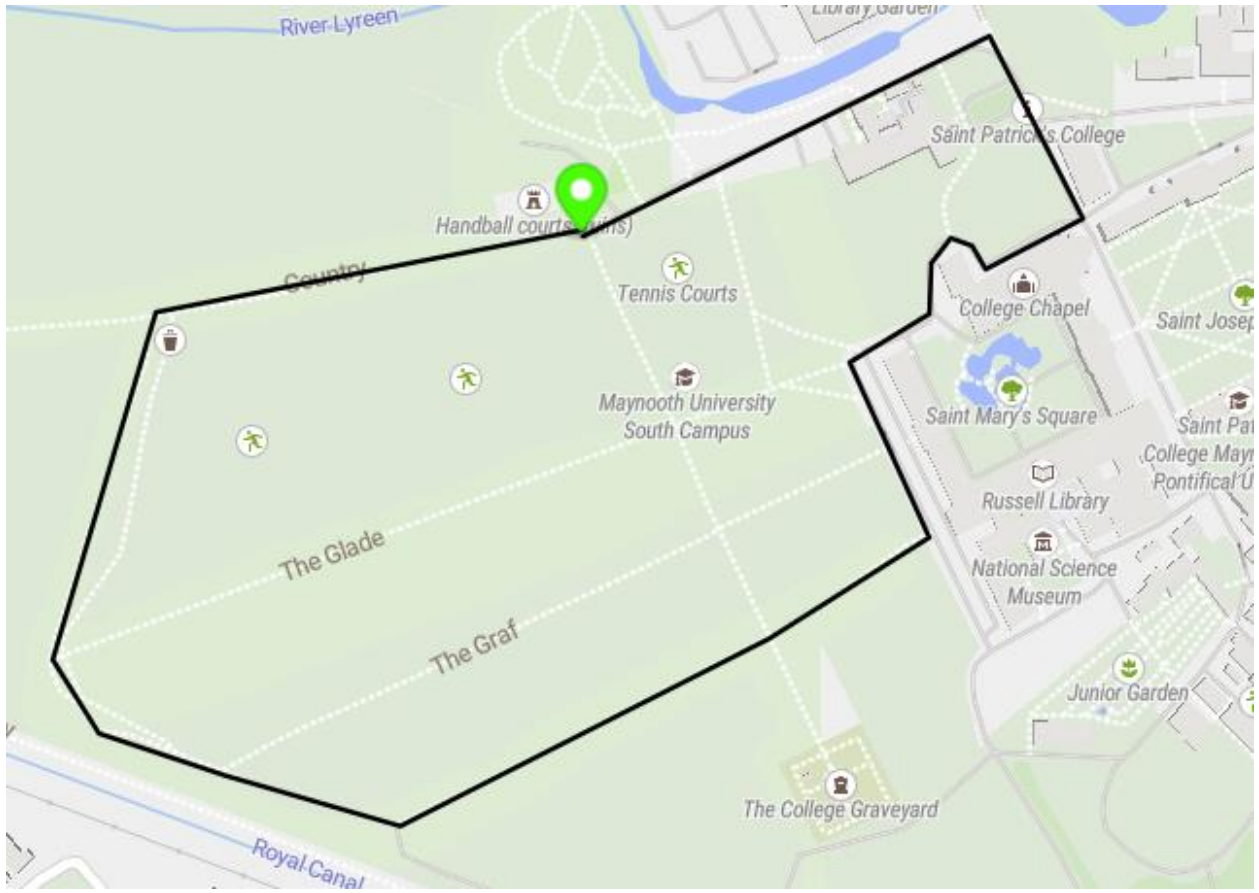 River Lyreen
Library Garden
Saint Patrick's College
Handball courts (ruins)
Country
Tennis Courts
College Chapel
Saint Josep
Maynooth University
South Campus
Saint Mary's Square
Saint Pat
College Mayn
Pontifical U
Russell Library
The Glade
National Science
Museum
The Graf
Junior Garden
The College Graveyard
Royal Canal